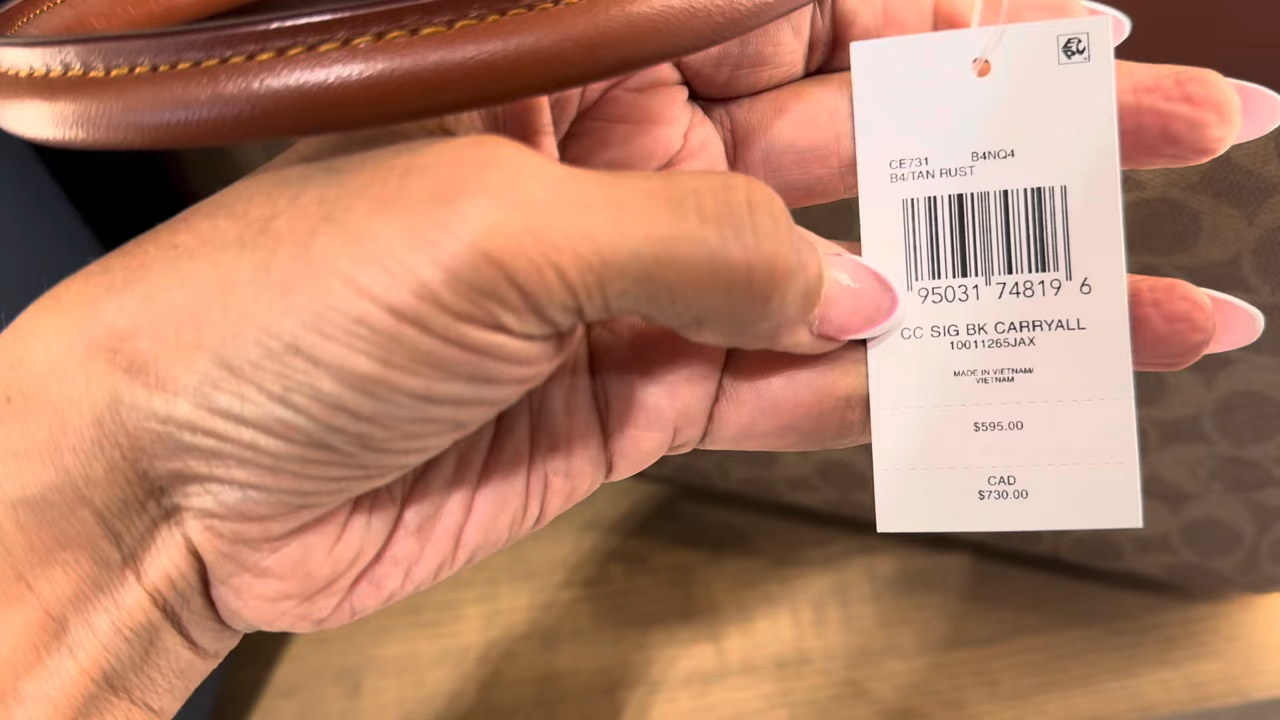 EPC
CE731 B4NQ4
B4/TAN RUST
95031 74819 6
CC SIG BK CARRYALL
10011265JAX
MADE IN VIETNAM/
VIETNAM
$595.00
CAD
$730.00